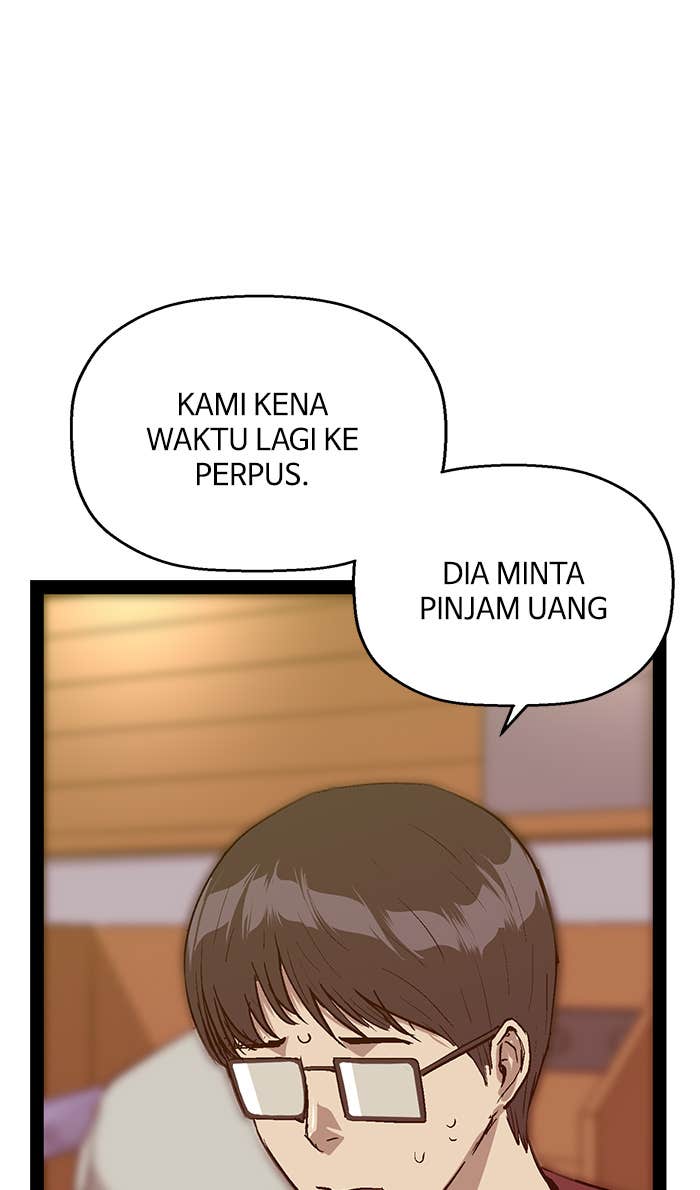 KAMI KENA
WAKTU LAGI KE
PERPUS.
DIA MINTA
PINJAM UANG